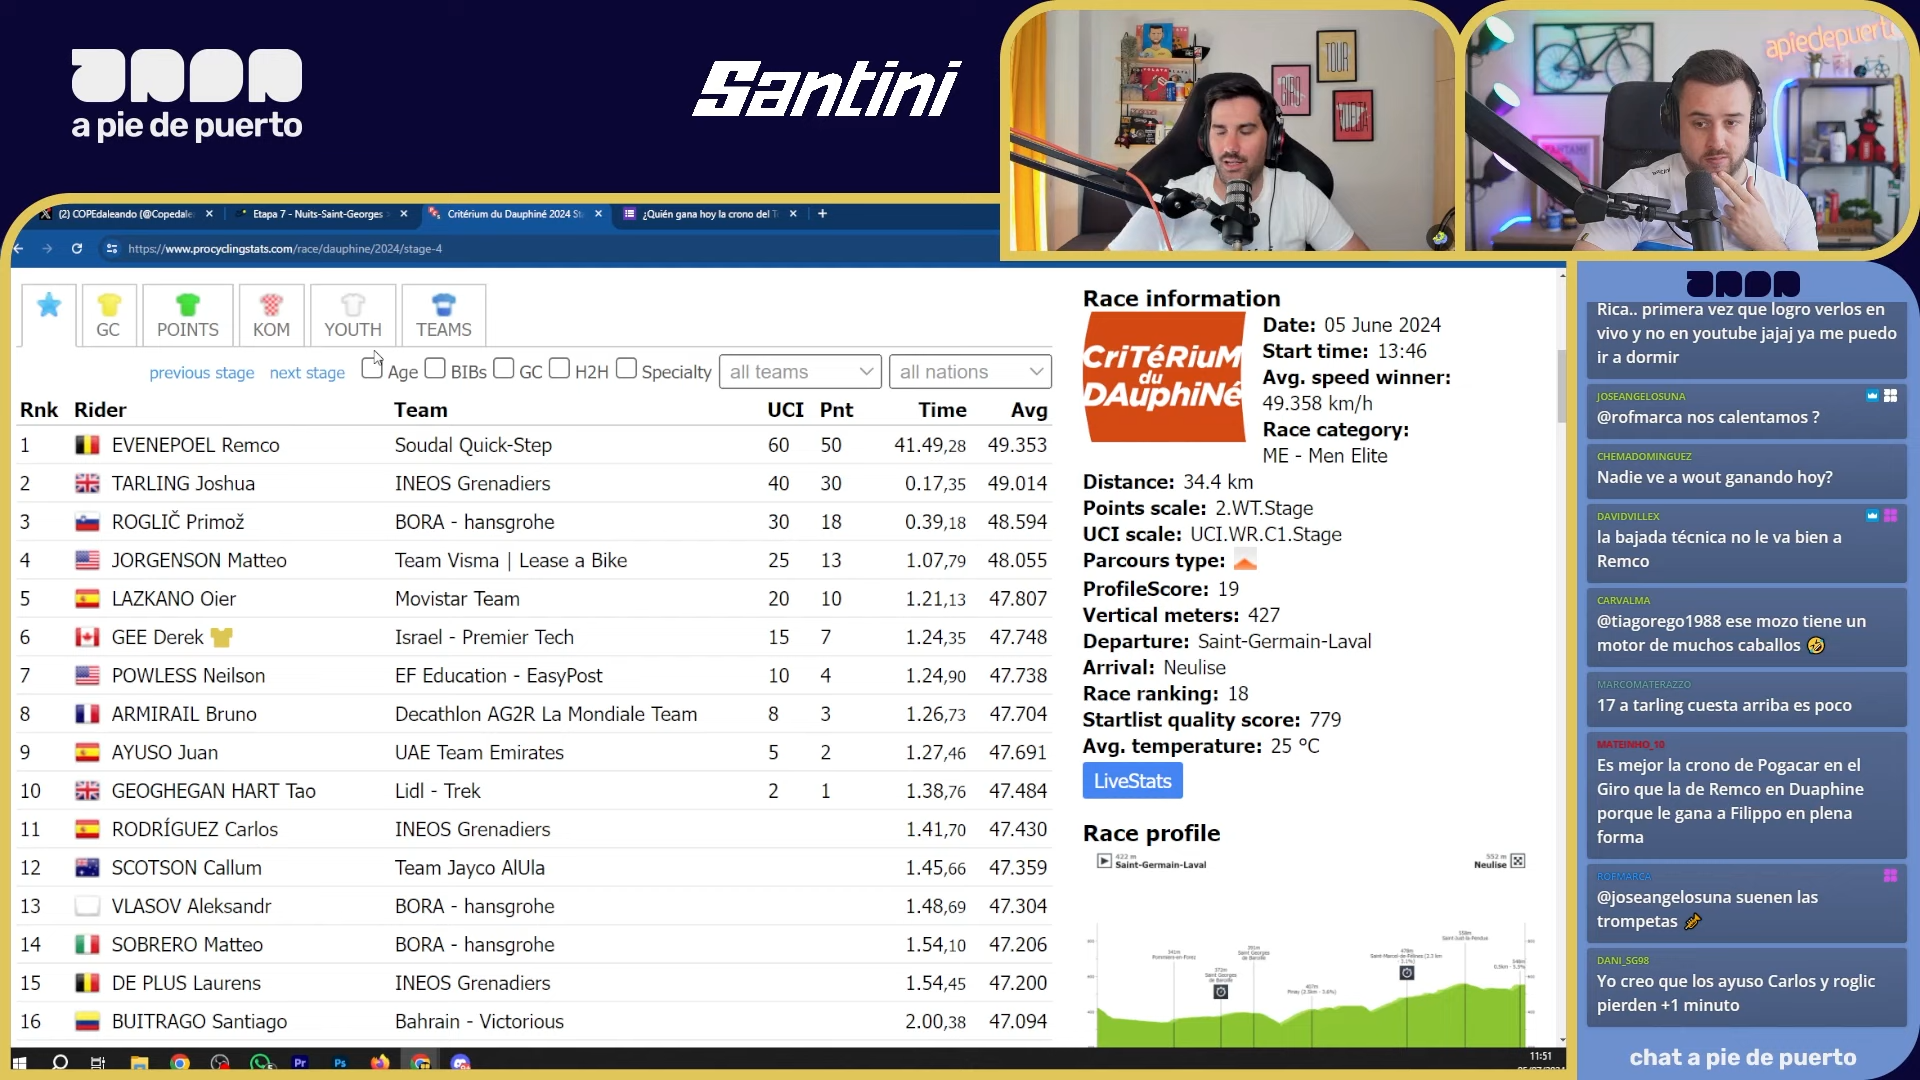 a pie de puerto
Santini
TOUR
GIRO
VUELTA
apiedepuerto
(2) COPEdaleando (@Copedale
Etapa 7 - Nuits-Saint-Georges
Critérium du Dauphiné 2024 St
¿Quién gana hoy la crono del T
https://www.procyclingstats.com/race/dauphine/2024/stage-4
GC
POINTS
KOM
YOUTH
TEAMS
previous stage next stage Age BIBs GC H2H Specialty all teams all nations
Rnk Rider Team UCI Pnt Time Avg
1 EVENEPOEL Remco Soudal Quick-Step 60 50 41.49,28 49.353
2 TARLING Joshua INEOS Grenadiers 40 30 0.17,35 49.014
3 ROGLIČ Primož BORA - hansgrohe 30 18 0.39,18 48.594
4 JORGENSON Matteo Team Visma | Lease a Bike 25 13 1.07,79 48.055
5 LAZKANO Oier Movistar Team 20 10 1.21,13 47.807
6 GEE Derek Israel - Premier Tech 15 7 1.24,35 47.748
7 POWLESS Neilson EF Education - EasyPost 10 4 1.24,90 47.738
8 ARMIRAIL Bruno Decathlon AG2R La Mondiale Team 8 3 1.26,73 47.704
9 AYUSO Juan UAE Team Emirates 5 2 1.27,46 47.691
10 GEOGHEGAN HART Tao Lidl - Trek 2 1 1.38,76 47.484
11 RODRÍGUEZ Carlos INEOS Grenadiers 1.41,70 47.430
12 SCOTSON Callum Team Jayco AlUla 1.45,66 47.359
13 VLASOV Aleksandr BORA - hansgrohe 1.48,69 47.304
14 SOBRERO Matteo BORA - hansgrohe 1.54,10 47.206
15 DE PLUS Laurens INEOS Grenadiers 1.54,45 47.200
16 BUITRAGO Santiago Bahrain - Victorious 2.00,38 47.094
Race information
CriTéRiuM
du
DAuphiNé
Date: 05 June 2024
Start time: 13:46
Avg. speed winner:
49.358 km/h
Race category:
ME - Men Elite
Distance: 34.4 km
Points scale: 2.WT.Stage
UCI scale: UCI.WR.C1.Stage
Parcours type:
ProfileScore: 19
Vertical meters: 427
Departure: Saint-Germain-Laval
Arrival: Neulise
Race ranking: 18
Startlist quality score: 779
Avg. temperature: 25 °C
LiveStats
Race profile
422 m
Saint-Germain-Laval
552 m
Neulise
11:51
Rica.. primera vez que logro verlos en
vivo y no en youtube jajaj ya me puedo
ir a dormir
JOSEANGELOSUNA
@rofmarca nos calentamos ?
CHEMADOMINGUEZ
Nadie ve a wout ganando hoy?
DAVIDVILLEX
la bajada técnica no le va bien a
Remco
CARVALMA
@tiagorego1988 ese mozo tiene un
motor de muchos caballos 🤣
MARCOMATERAZZO
17 a tarling cuesta arriba es poco
MATEINHO_10
Es mejor la crono de Pogacar en el
Giro que la de Remco en Duaphine
porque le gana a Filippo en plena
forma
ROFMARCA
@joseangelosuna suenen las
trompetas 🎺
DANI_SG98
Yo creo que los ayuso Carlos y roglic
pierden +1 minuto
chat a pie de puerto